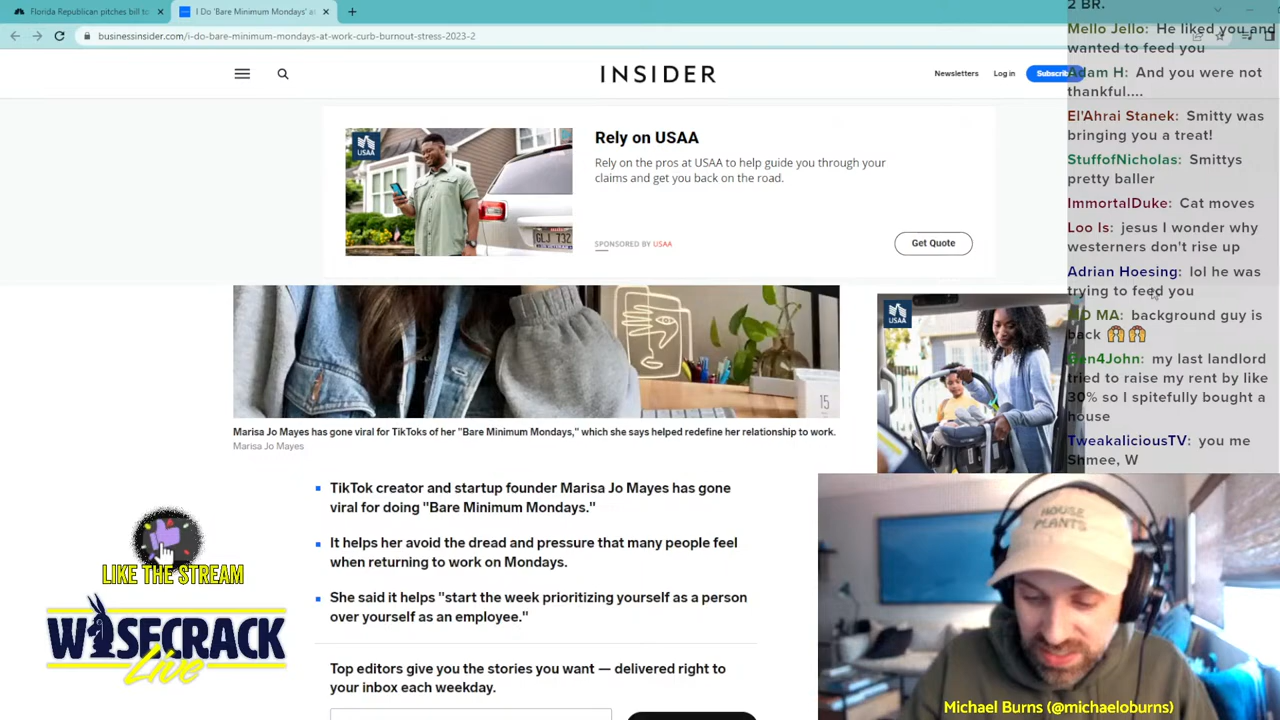 Florida Republican pitches bill to
I Do 'Bare Minimum Mondays' a
businessinsider.com/i-do-bare-minimum-mondays-at-work-curb-burnout-stress-2023-2
INSIDER
Newsletters
Log in
Subscribe
USAA
Rely on USAA
Rely on the pros at USAA to help guide you through your
claims and get you back on the road.
SPONSORED BY USAA
Get Quote
GLJ 732
15
USAA
Marisa Jo Mayes has gone viral for TikToks of her "Bare Minimum Mondays," which she says helped redefine her relationship to work.
Marisa Jo Mayes
TikTok creator and startup founder Marisa Jo Mayes has gone
viral for doing "Bare Minimum Mondays."
It helps her avoid the dread and pressure that many people feel
when returning to work on Mondays.
She said it helps "start the week prioritizing yourself as a person
over yourself as an employee."
Top editors give you the stories you want — delivered right to
your inbox each weekday.
2 BR.
Mello Jello: He liked you and
wanted to feed you
Adam H: And you were not
thankful....
El'Ahrai Stanek: Smitty was
bringing you a treat!
StuffofNicholas: Smittys
pretty baller
ImmortalDuke: Cat moves
Loo Is: jesus I wonder why
westerners don't rise up
Adrian Hoesing: lol he was
trying to feed you
MA: background guy is
back
Gen4John: my last landlord
tried to raise my rent by like
30% so I spitefully bought a
house
TweakaliciousTV: you me
Shmee, W
LIKE THE STREAM
WISECRACK
Live
HOUSE
PLANTS
Michael Burns (@michaeloburns)